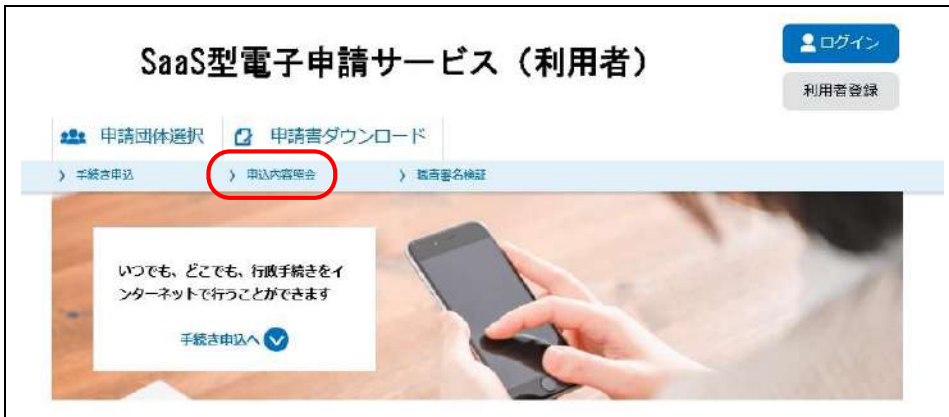 SaaS型電子申請サービス（利用者）
ログイン
利用者登録
申請団体選択
申請書ダウンロード
手続き申込
申込内容照会
職責署名検証
いつでも、どこでも、行政手続きをイ
ンターネットで行うことができます
手続き申込へ